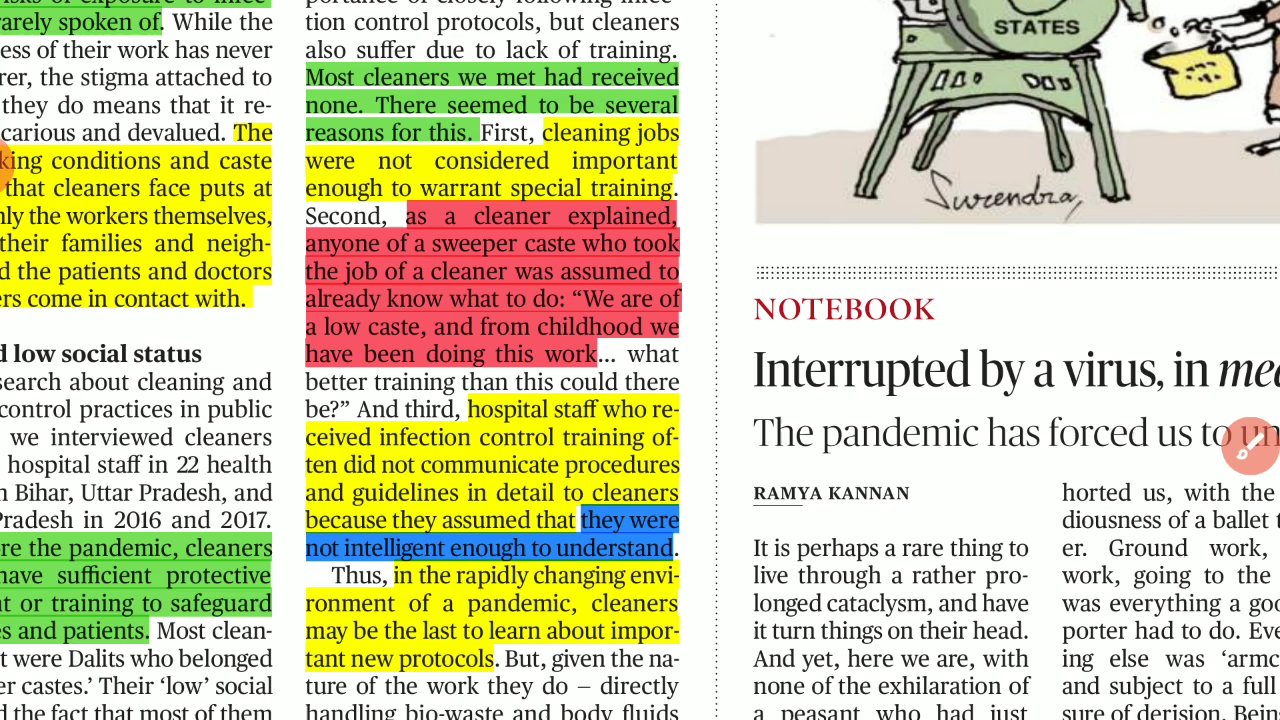 rarely spoken of. While the
ess of their work has never
rer, the stigma attached to
they do means that it re-
carious and devalued. The
king conditions and caste
that cleaners face puts at
nly the workers themselves,
their families and neigh-
d the patients and doctors
ers come in contact with.
d low social status
search about cleaning and
control practices in public
we interviewed cleaners
hospital staff in 22 health
n Bihar, Uttar Pradesh, and
Pradesh in 2016 and 2017.
ore the pandemic, cleaners
have sufficient protective
nt or training to safeguard
es and patients. Most clean-
t were Dalits who belonged
er castes.’ Their ‘low’ social
d the fact that most of them
tion control protocols, but cleaners
also suffer due to lack of training.
Most cleaners we met had received
none. There seemed to be several
reasons for this. First, cleaning jobs
were not considered important
enough to warrant special training.
Second, as a cleaner explained,
anyone of a sweeper caste who took
the job of a cleaner was assumed to
already know what to do: “We are of
a low caste, and from childhood we
have been doing this work... what
better training than this could there
be?” And third, hospital staff who re-
ceived infection control training of-
ten did not communicate procedures
and guidelines in detail to cleaners
because they assumed that they were
not intelligent enough to understand.
Thus, in the rapidly changing envi-
ronment of a pandemic, cleaners
may be the last to learn about impor-
tant new protocols. But, given the na-
ture of the work they do – directly
handling bio-waste and body fluids
STATES
Surendra
NOTEBOOK
Interrupted by a virus, in me
The pandemic has forced us to un
RAMYA KANNAN
It is perhaps a rare thing to
live through a rather pro-
longed cataclysm, and have
it turn things on their head.
And yet, here we are, with
none of the exhilaration of
a peasant who had just
horted us, with the
diousness of a ballet t
er. Ground work,
work, going to the
was everything a goo
porter had to do. Eve
ing else was ‘armc
and subject to a full
sure of derision. Bein